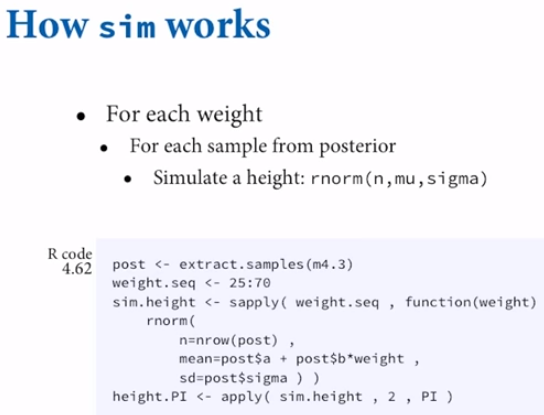 How sim works
• For each weight
• For each sample from posterior
• Simulate a height: rnorm(n,mu,sigma)
R code
4.62
post <- extract.samples(m4.3)
weight.seq <- 25:70
sim.height <- sapply( weight.seq , function(weight)
rnorm(
n=nrow(post) ,
mean=post$a + post$b*weight ,
sd=post$sigma ) )
height.PI <- apply( sim.height , 2 , PI )